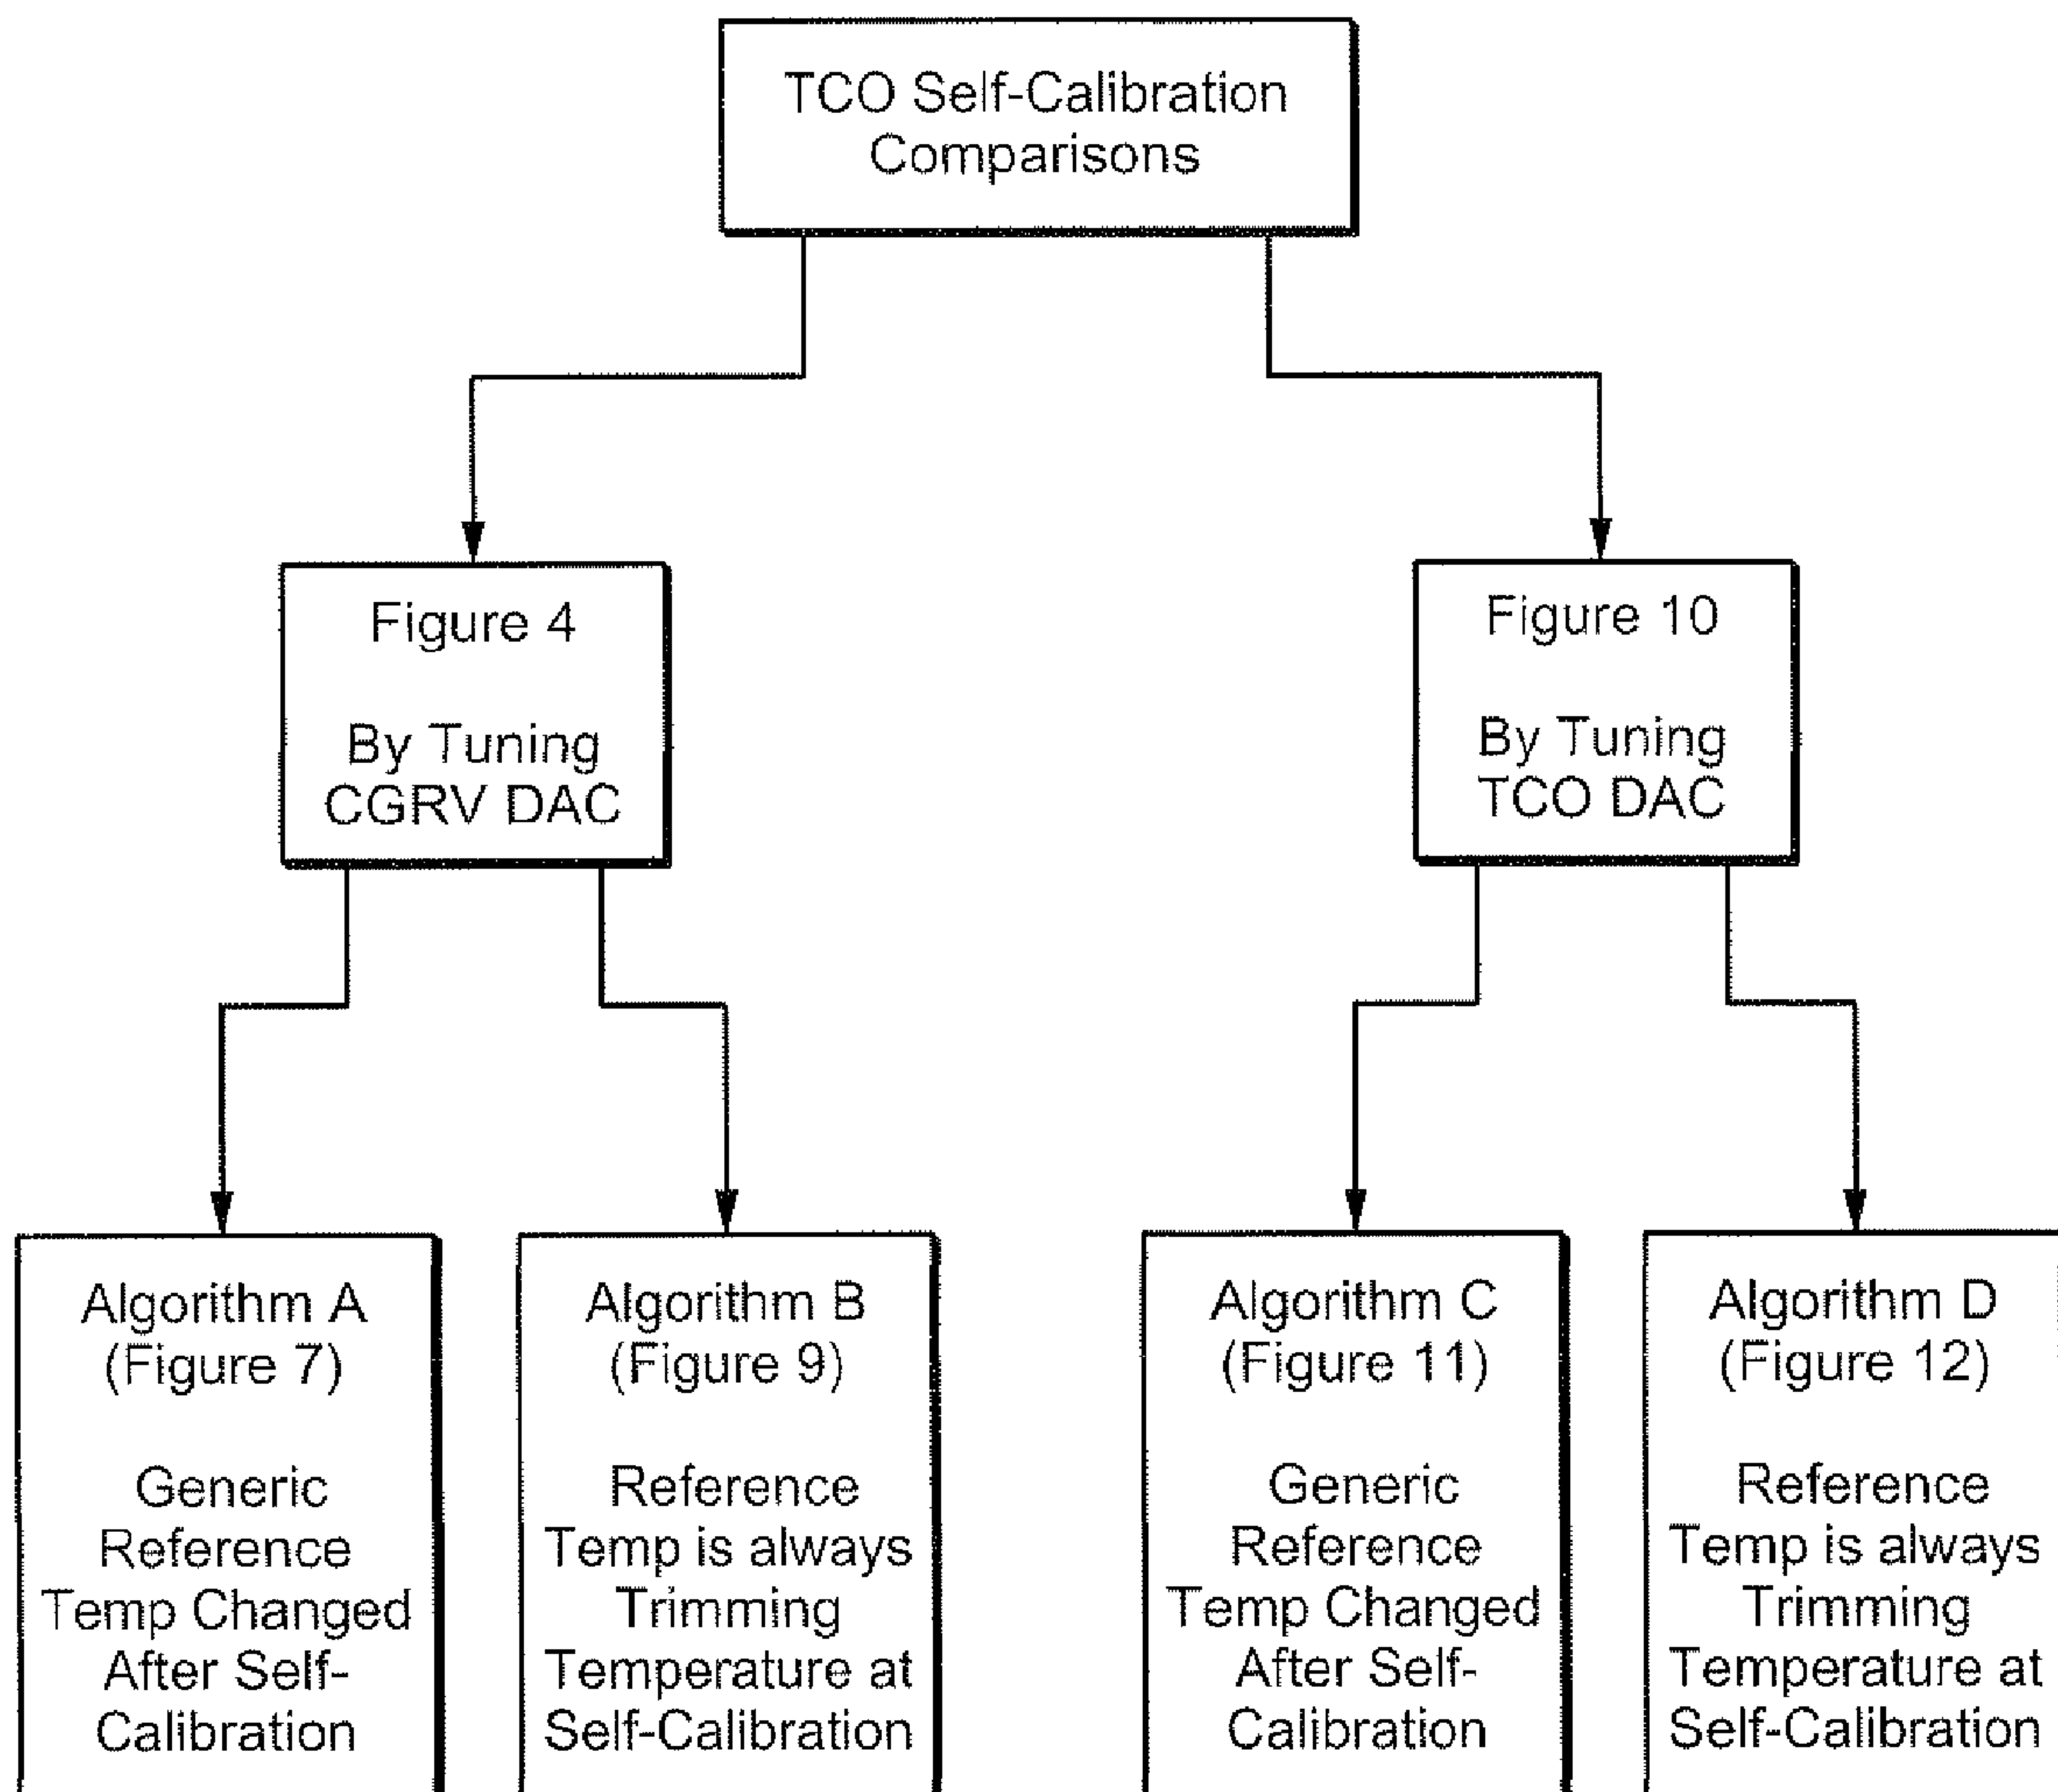 TCO Self-Calibration
Comparisons
Figure 4
By Tuning
CGRV DAC
Figure 10
By Tuning
TCO DAC
Algorithm A
(Figure 7)
Generic
Reference
Temp Changed
After Self-
Calibration
Algorithm B
(Figure 9)
Reference
Temp is always
Trimming
Temperature at
Self-Calibration
Algorithm C
(Figure 11)
Generic
Reference
Temp Changed
After Self-
Calibration
Algorithm D
(Figure 12)
Reference
Temp is always
Trimming
Temperature at
Self-Calibration